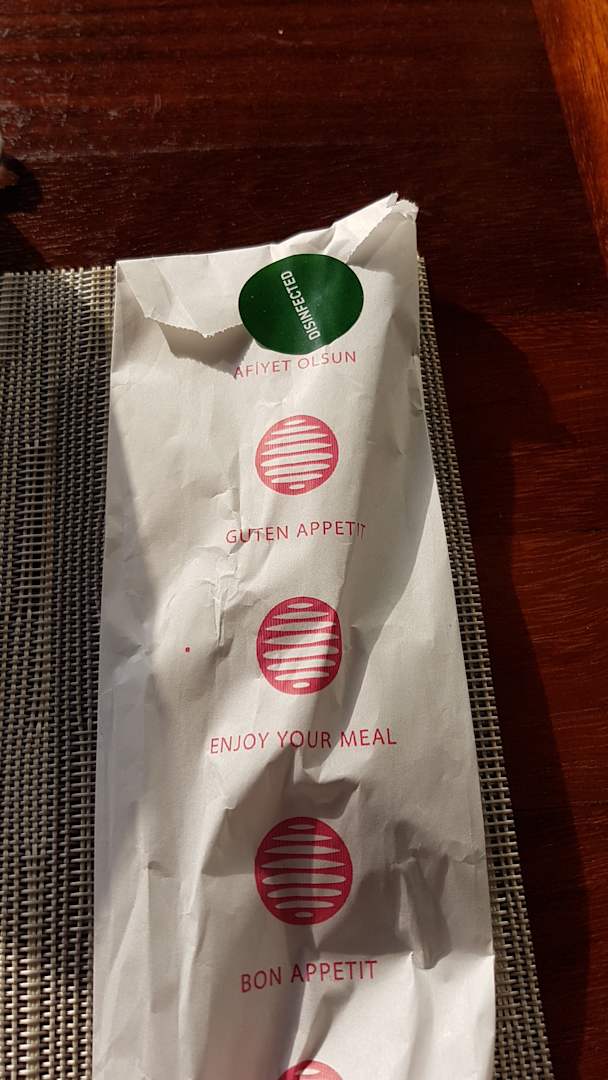 DISINFECTED
AFİYET OLSUN
GUTEN APPETIT
ENJOY YOUR MEAL
BON APPETIT